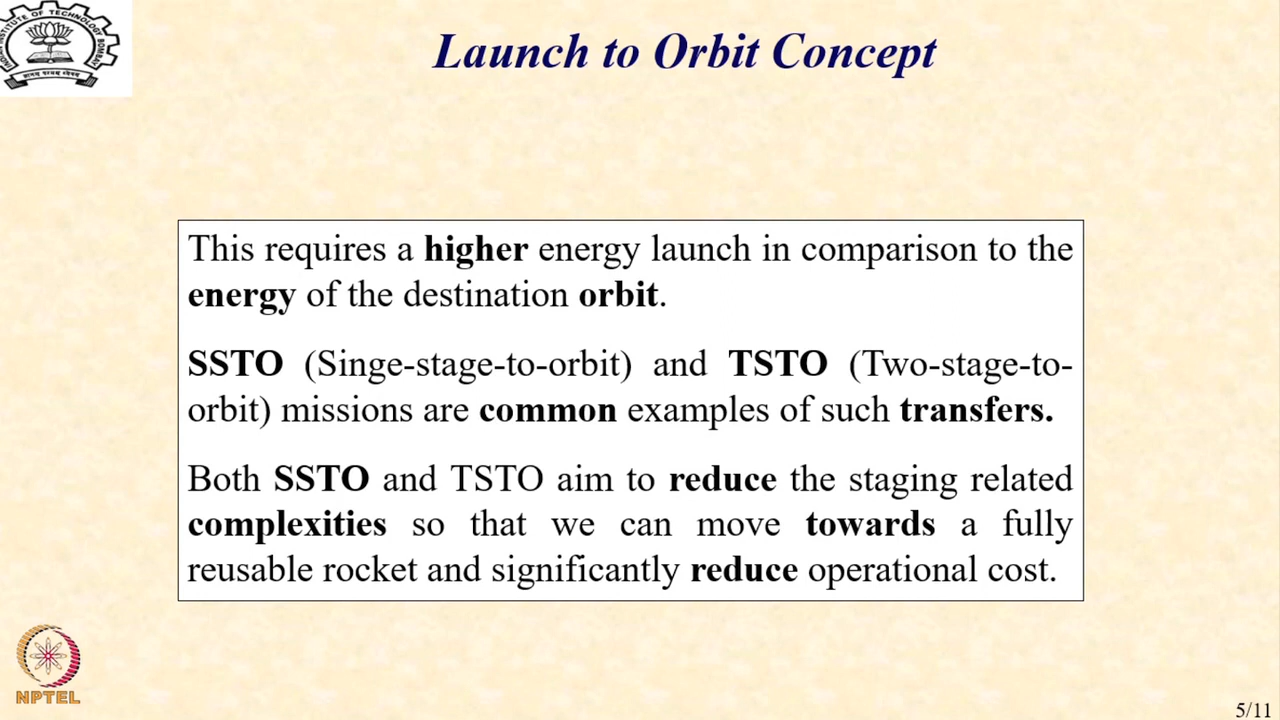 Launch to Orbit Concept
This requires a higher energy launch in comparison to the
energy of the destination orbit.
SSTO (Singe-stage-to-orbit) and TSTO (Two-stage-to-
orbit) missions are common examples of such transfers.
Both SSTO and TSTO aim to reduce the staging related
complexities so that we can move towards a fully
reusable rocket and significantly reduce operational cost.
NPTEL
5/11